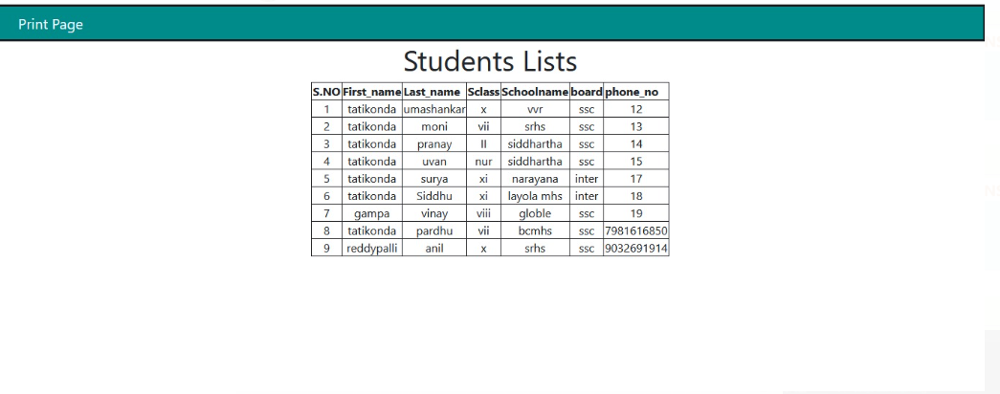 Print Page
Students Lists
S.NO First_name Last_name Sclass Schoolname board phone_no
1 tatikonda umashankar x vvr ssc 12
2 tatikonda moni vii srhs ssc 13
3 tatikonda pranay II siddhartha ssc 14
4 tatikonda uvan nur siddhartha ssc 15
5 tatikonda surya xi narayana inter 17
6 tatikonda Siddhu xi layola mhs inter 18
7 gampa vinay viii globle ssc 19
8 tatikonda pardhu vii bcmhs ssc 7981616850
9 reddypalli anil x srhs ssc 9032691914